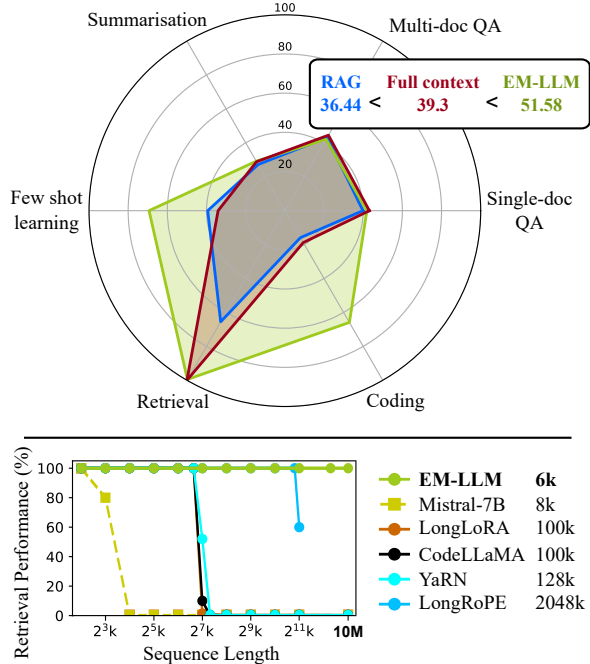 100
Summarisation
Multi-doc QA
80
60
40
20
RAG Full context EM-LLM
36.44 < 39.3 < 51.58
Few shot
learning
Single-doc
QA
Retrieval
Coding
Retrieval Performance (%)
100
80
60
40
20
0
2³k 2⁵k 2⁷k 2⁹k 2¹¹k 10M
Sequence Length
EM-LLM 6k
Mistral-7B 8k
LongLoRA 100k
CodeLLaMA 100k
YaRN 128k
LongRoPE 2048k